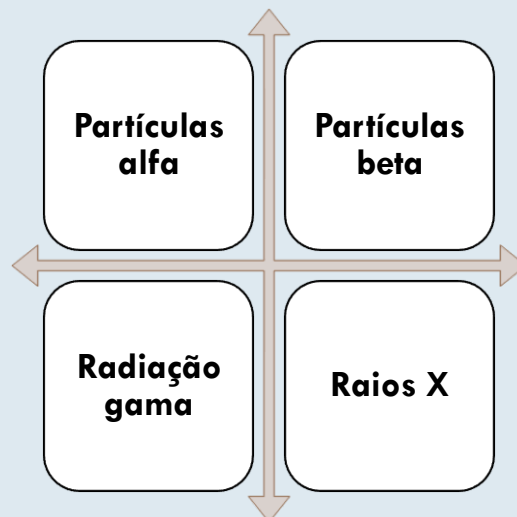 Partículas
alfa
Partículas
beta
Radiação
gama
Raios X